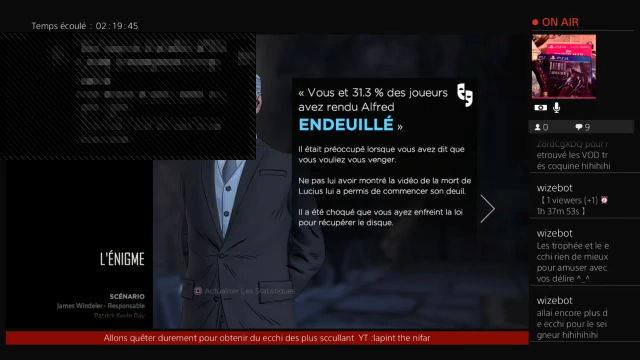 Temps écoulé : 02:19:45
ON AIR
« Vous et 31.3 % des joueurs
avez rendu Alfred
ENDEUILLÉ »
Il était préoccupé lorsque vous avez dit que
vous vouliez vous venger.
Ne pas lui avoir montré la vidéo de la mort de
Lucius lui a permis de commencer son deuil.
Il a été choqué que vous ayez enfreint la loi
pour récupérer le disque.
L'ÉNIGME
SCÉNARIO
James Windeler - Responsable
Patrick Kevin Day
Actualiser Les Statistiques
0
9
etrouvé les VOD tr
és coquine hihihihi
wizebot
【1 viewers (+1) ⏰
1h 37m 53s 】
wizebot
Les trophée et le e
cchi rien de mieux
pour amuser avec
vos délire ^_^
wizebot
allai encore plus d
e ecchi pour le sei
gneur hihihihihi
Allons quêter durement pour obtenir du ecchi des plus sccullant YT :lapint the nifar